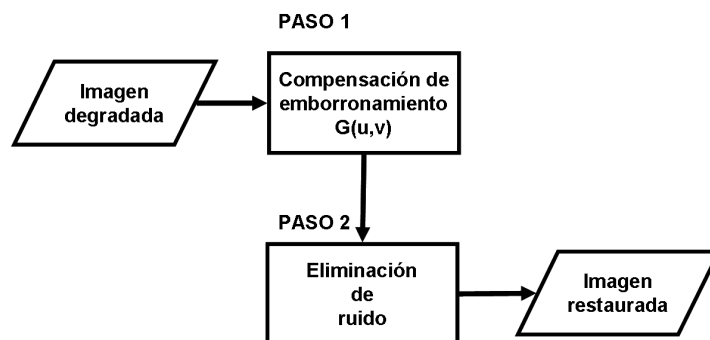 PASO 1
Imagen
degradada
Compensación de
emborronamiento
G(u,v)
PASO 2
Eliminación
de
ruido
Imagen
restaurada